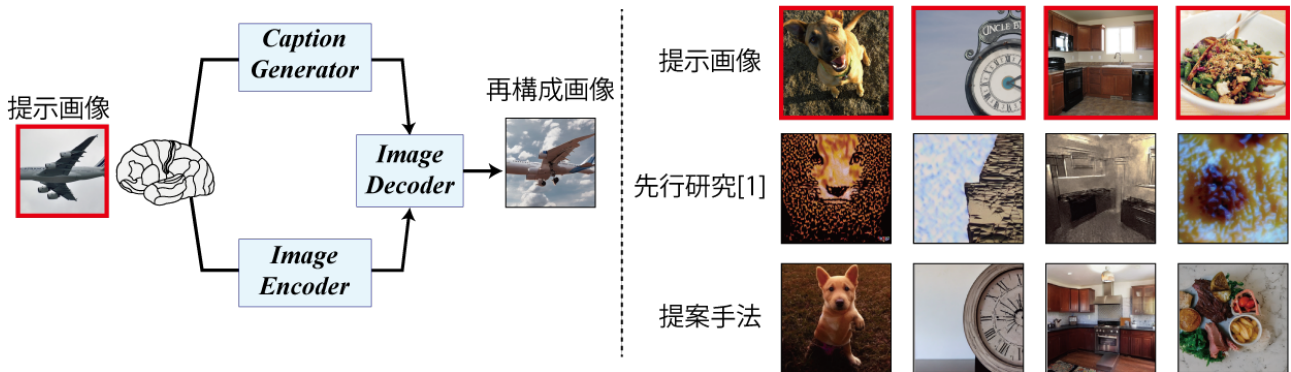 提示画像
Caption
Generator
Image
Encoder
Image
Decoder
再構成画像
提示画像
先行研究[1]
提案手法